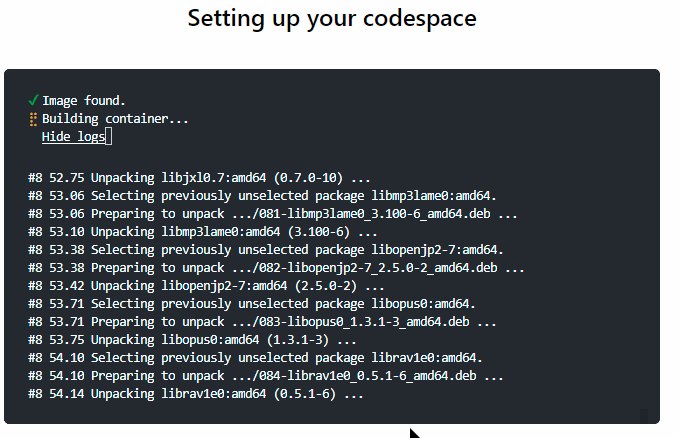 Setting up your codespace
✓ Image found.
Building container...
Hide logs
#8 52.75 Unpacking libjxl0.7:amd64 (0.7.0-10) ...
#8 53.06 Selecting previously unselected package libmp3lame0:amd64.
#8 53.06 Preparing to unpack .../081-libmp3lame0_3.100-6_amd64.deb ...
#8 53.10 Unpacking libmp3lame0:amd64 (3.100-6) ...
#8 53.38 Selecting previously unselected package libopenjp2-7:amd64.
#8 53.38 Preparing to unpack .../082-libopenjp2-7_2.5.0-2_amd64.deb ...
#8 53.42 Unpacking libopenjp2-7:amd64 (2.5.0-2) ...
#8 53.71 Selecting previously unselected package libopus0:amd64.
#8 53.71 Preparing to unpack .../083-libopus0_1.3.1-3_amd64.deb ...
#8 53.75 Unpacking libopus0:amd64 (1.3.1-3) ...
#8 54.10 Selecting previously unselected package librav1e0:amd64.
#8 54.10 Preparing to unpack .../084-librav1e0_0.5.1-6_amd64.deb ...
#8 54.14 Unpacking librav1e0:amd64 (0.5.1-6) ...